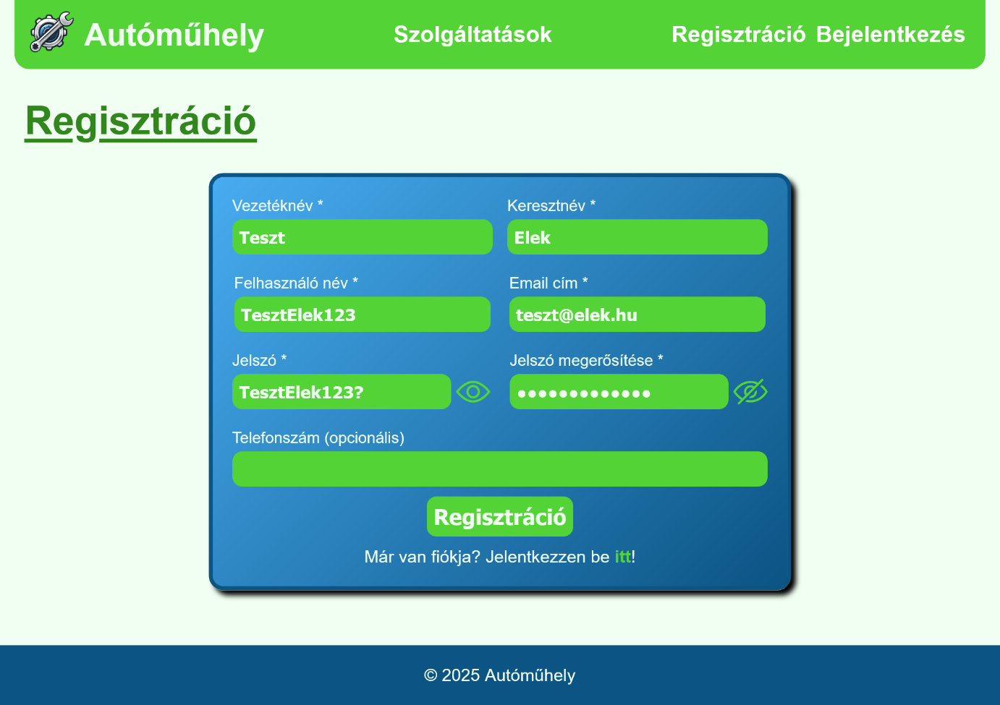 Autóműhely
Szolgáltatások
Regisztráció Bejelentkezés
Regisztráció
Vezetéknév *
Keresztnév *
Teszt
Elek
Felhasználó név *
Email cím *
TesztElek123
teszt@elek.hu
Jelszó *
Jelszó megerősítése *
TesztElek123?
•••••••••••••
Telefonszám (opcionális)
Regisztráció
Már van fiókja? Jelentkezzen be itt!
© 2025 Autóműhely